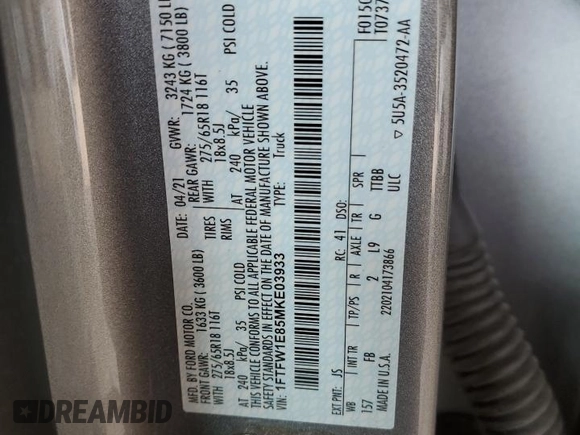 MFD. BY FORD MOTOR CO.
04/21
GVWR: 3243 KG ( 7150 LB
FRONT GAWR: 1633 KG ( 3600 LB)
REAR GAWR: 1724 KG ( 3800 LB)
275/65R18 116T TIRES WITH 275/65R18 116T
18x8.5J RIMS 18x8.5J
AT 240 kPa/ 35 PSI COLD AT 240 kPa/ 35 PSI COLD
THIS VEHICLE CONFORMS TO ALL APPLICABLE FEDERAL MOTOR VEHICLE
SAFETY STANDARDS IN EFFECT ON THE DATE OF MANUFACTURE SHOWN ABOVE.
VIN: 1FTFW1E85MKE03933
TYPE: Truck
F0150
T0737
EXT PNT: JS RC: 41 DSO:
WB INT TR TP/PS R AXLE TR SPR
157 FB 2 L9 G TTBB
MADE IN U.S.A. 2202104173866 ULC
5U5A-3520472-AA
DREAMBID